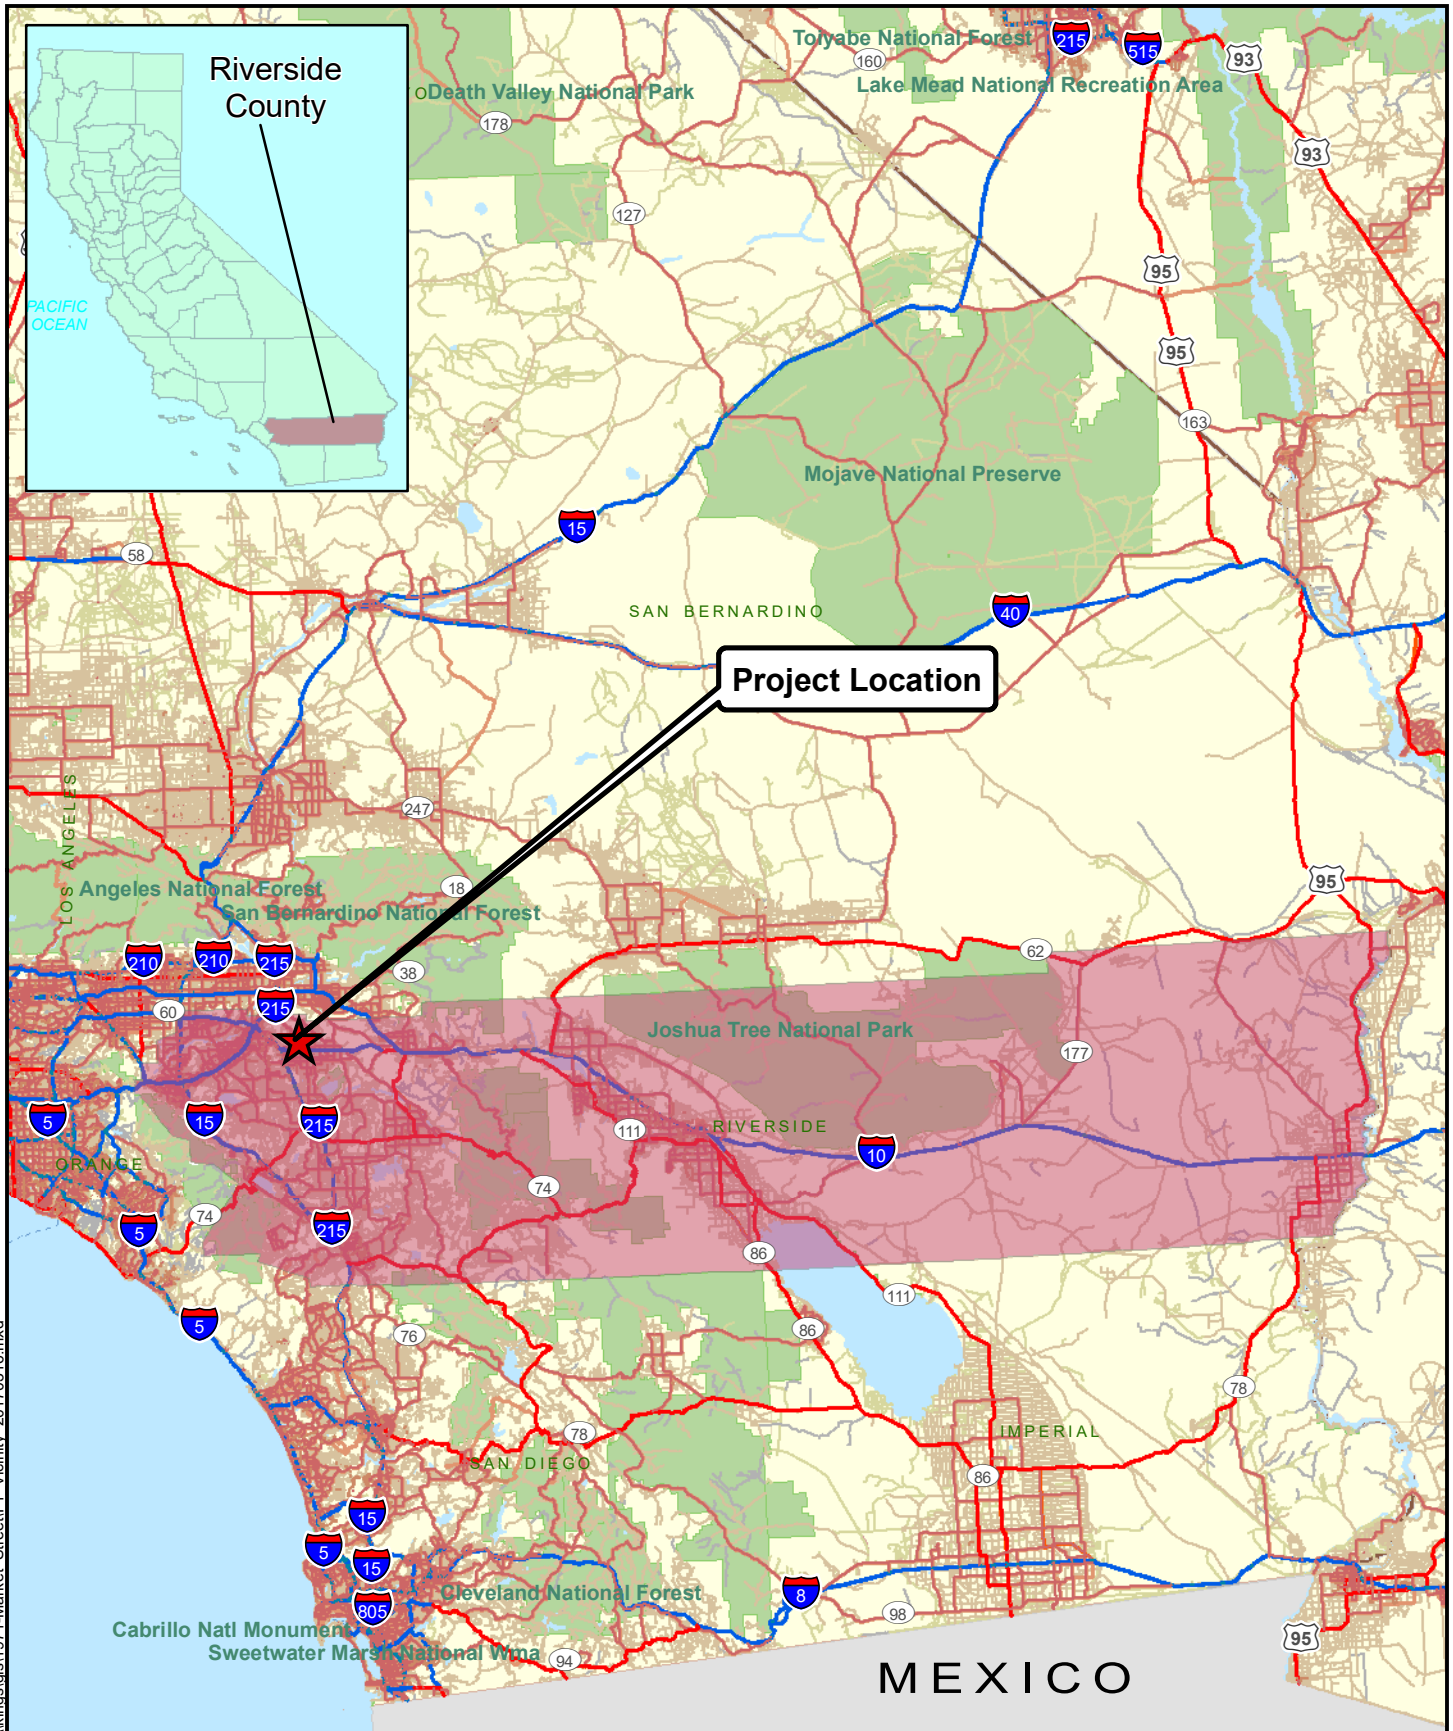 Riverside
County
PACIFIC
OCEAN
Toiyabe National Forest
215
515
93
160
Lake Mead National Recreation Area
O
Death Valley National Park
178
93
127
95
95
163
Mojave National Preserve
15
58
SAN BERNARDINO
40
Project Location
LOS ANGELES
247
Angeles National Forest
18
95
San Bernardino National Forest
210
210
215
38
62
60
215
Joshua Tree National Park
177
5
15
215
111
RIVERSIDE
10
ORANGE
74
74
5
215
86
111
5
76
86
78
78
SAN DIEGO
IMPERIAL
86
15
5
15
8
Cleveland National Forest
805
98
Cabrillo Natl Monument
Sweetwater Marsh National Wma
94
95
MEXICO